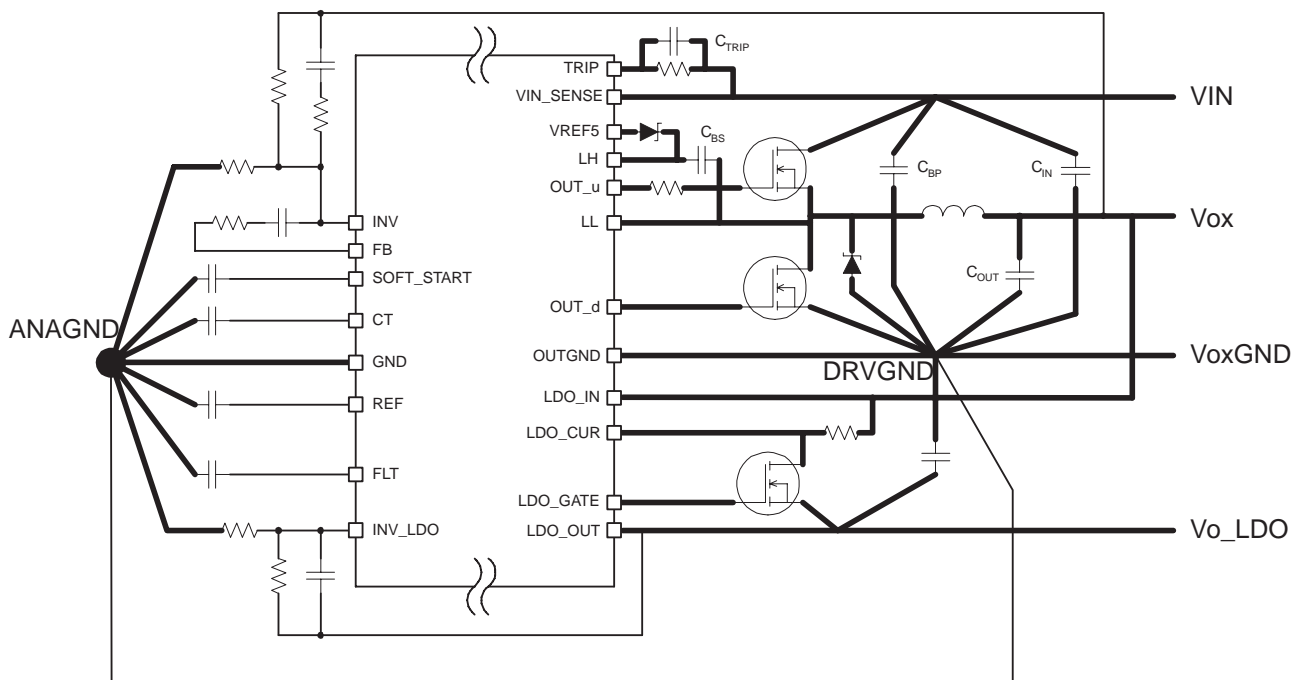 TRIP
C_TRIP
VIN_SENSE
VIN
VREF5
C_BS
LH
C_BP
C_IN
OUT_u
INV
LL
Vox
FB
SOFT_START
C_OUT
OUT_d
CT
ANAGND
GND
OUTGND
VoxGND
DRVGND
REF
LDO_IN
LDO_CUR
FLT
LDO_GATE
INV_LDO
LDO_OUT
Vo_LDO